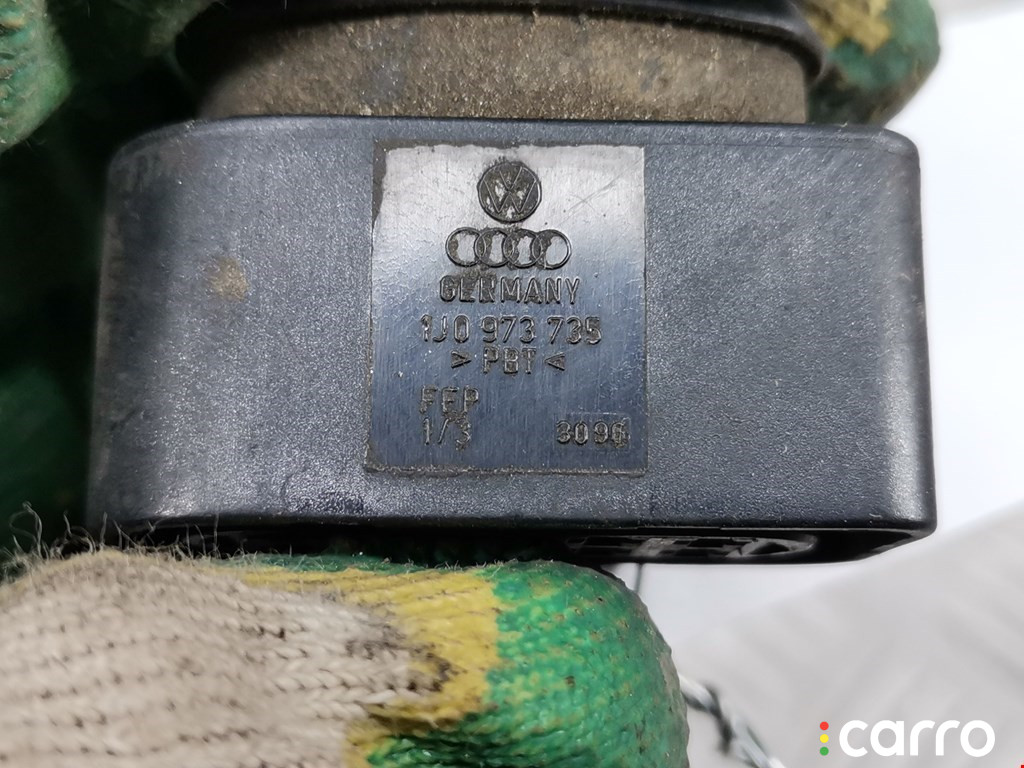 GERMANY
1J0 973 735
> PBT <
FEP
1/3 3096
carro